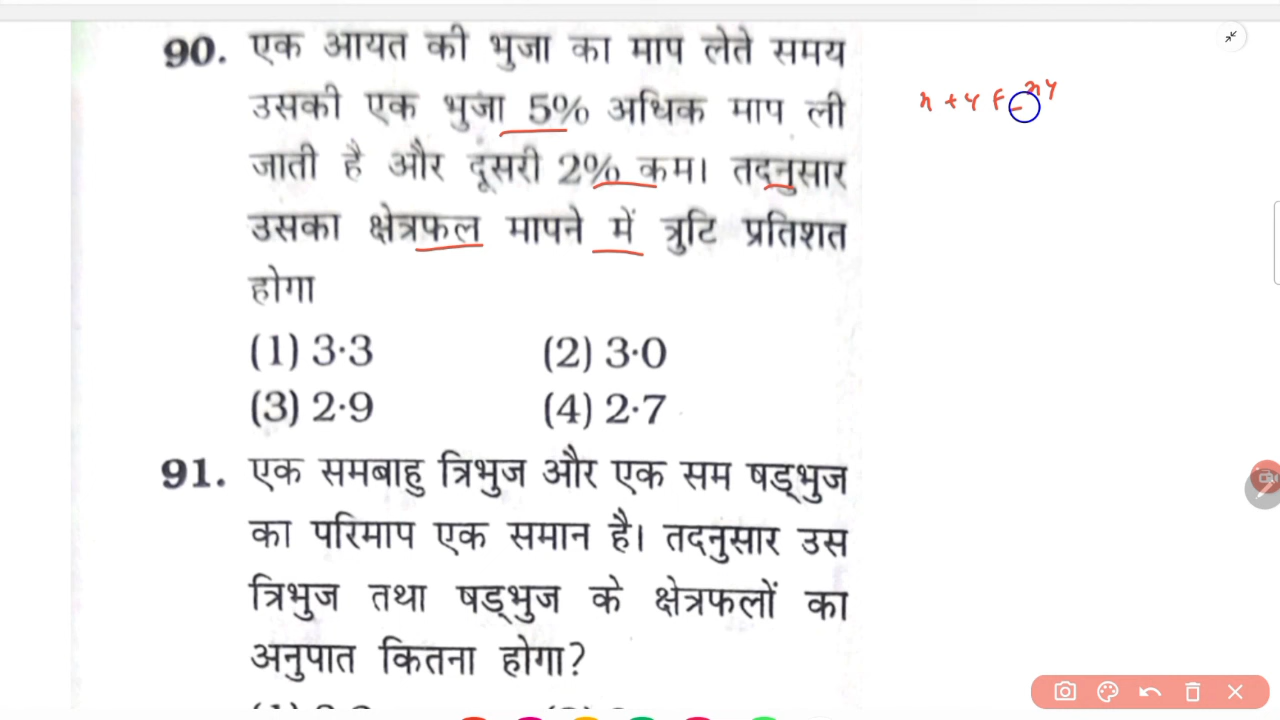 90. एक आयत की भुजा का माप लेते समय
उसकी एक भुजा 5% अधिक माप ली
जाती है और दूसरी 2% कम। तदनुसार
उसका क्षेत्रफल मापने में त्रुटि प्रतिशत
होगा
(1) 3·3 (2) 3·0
(3) 2·9 (4) 2·7
91. एक समबाहु त्रिभुज और एक सम षड्भुज
का परिमाप एक समान है। तदनुसार उस
त्रिभुज तथा षड्भुज के क्षेत्रफलों का
अनुपात कितना होगा?